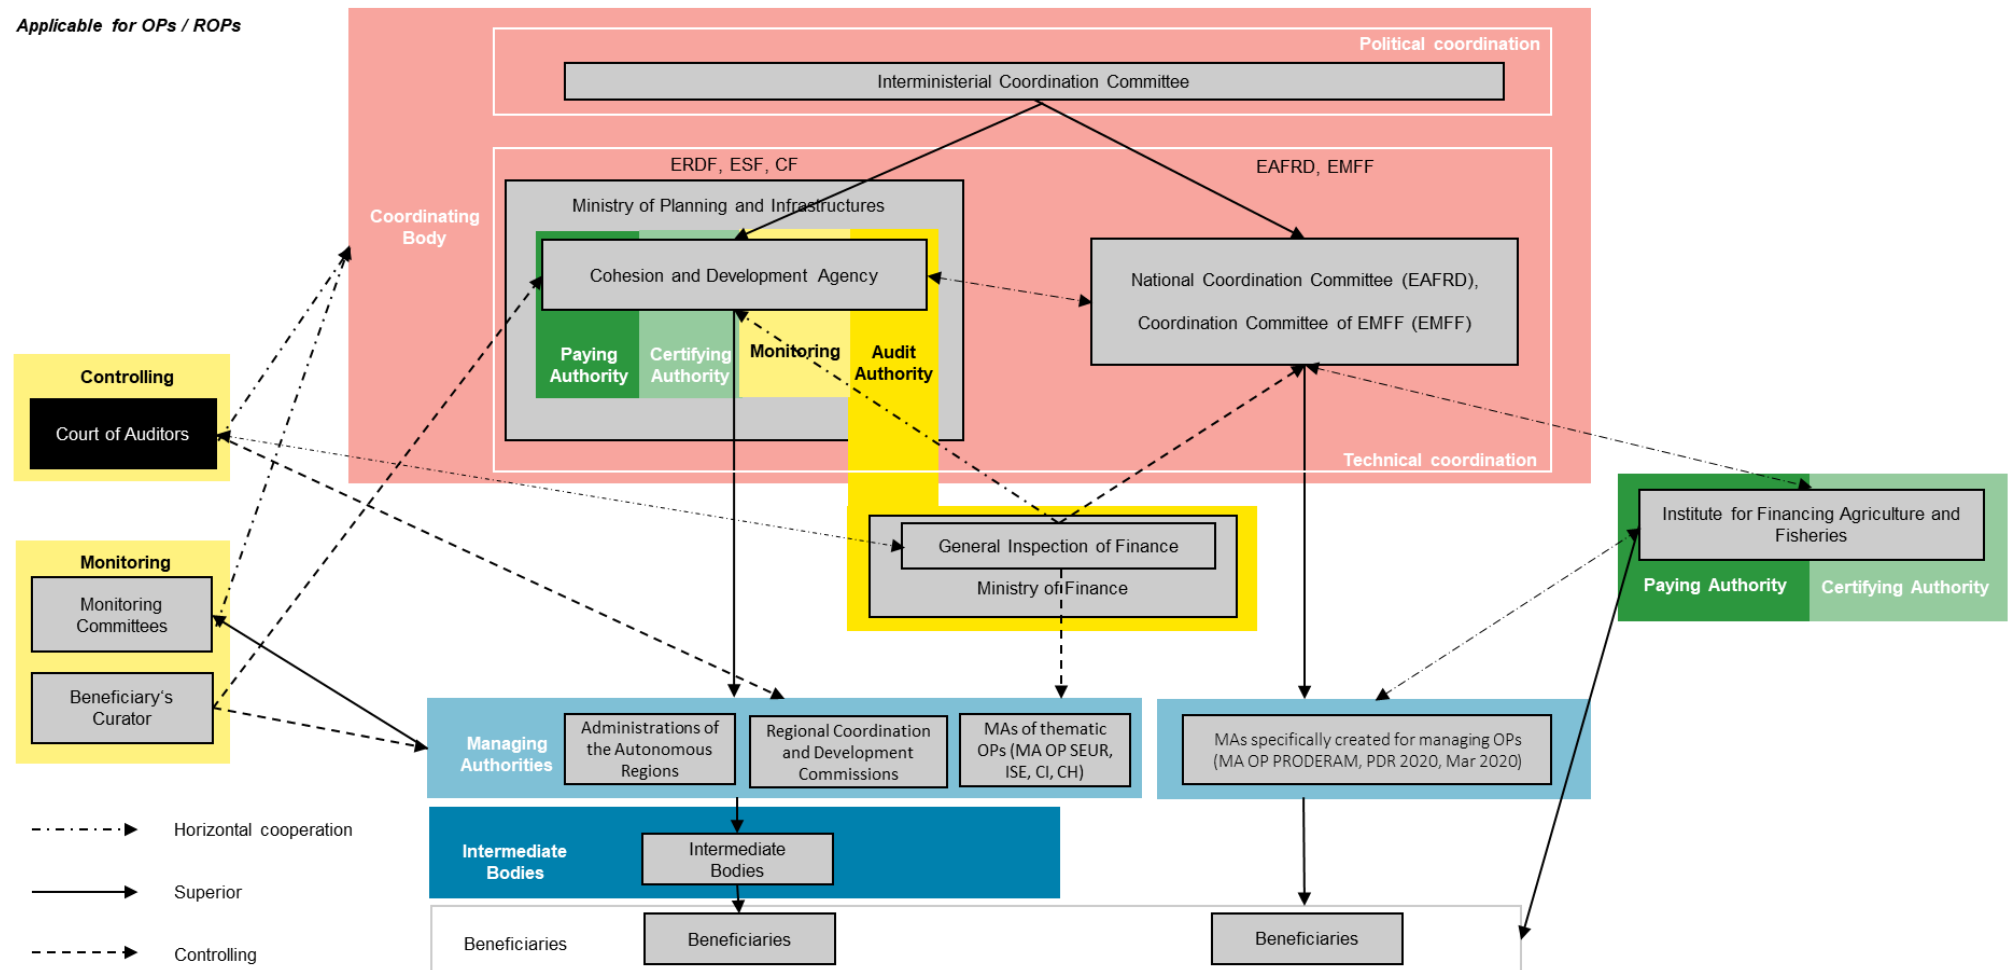 Applicable for OPs / ROPs
Political coordination
Interministerial Coordination Committee
ERDF, ESF, CF
EAFRD, EMFF
Ministry of Planning and Infrastructures
Coordinating
Body
Cohesion and Development Agency
National Coordination Committee (EAFRD),
Coordination Committee of EMFF (EMFF)
Paying
Authority
Certifying
Authority
Monitoring
Audit
Authority
Technical coordination
Controlling
Court of Auditors
Institute for Financing Agriculture and
Fisheries
Paying Authority
Certifying Authority
General Inspection of Finance
Ministry of Finance
Monitoring
Monitoring
Committees
Beneficiary's
Curator
Managing
Authorities
Administrations of
the Autonomous
Regions
Regional Coordination
and Development
Commissions
MAs of thematic
OPs (MA OP SEUR,
ISE, CI, CH)
MAs specifically created for managing OPs
(MA OP PRODERAM, PDR 2020, Mar 2020)
Intermediate
Bodies
Intermediate
Bodies
Beneficiaries
Beneficiaries
Beneficiaries
Horizontal cooperation
Superior
Controlling